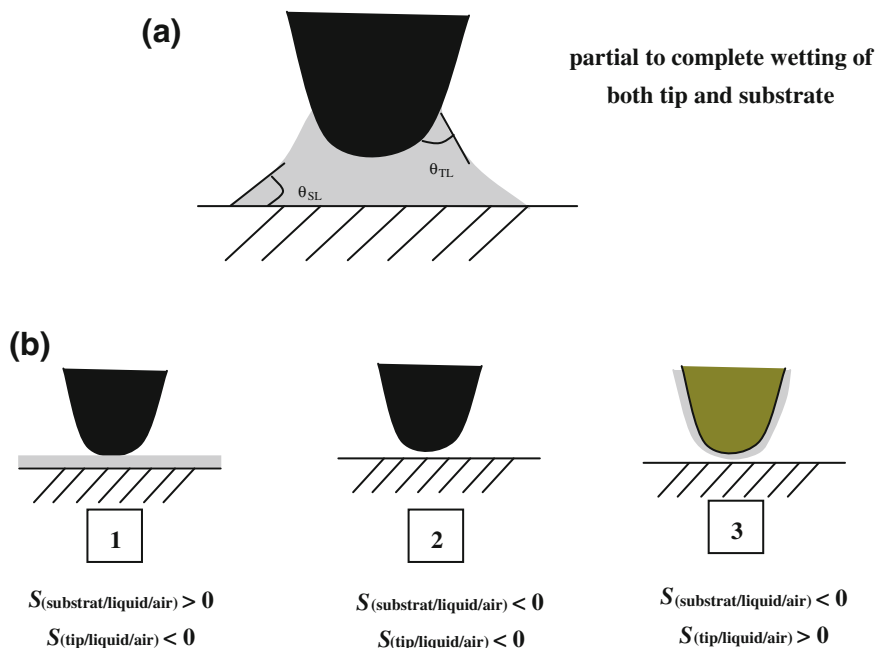 (a)
partial to complete wetting of
both tip and substrate
θTL
θSL
(b)
1
2
3
S(substrat/liquid/air) > 0
S(tip/liquid/air) < 0
S(substrat/liquid/air) < 0
S(tip/liquid/air) < 0
S(substrat/liquid/air) < 0
S(tip/liquid/air) > 0